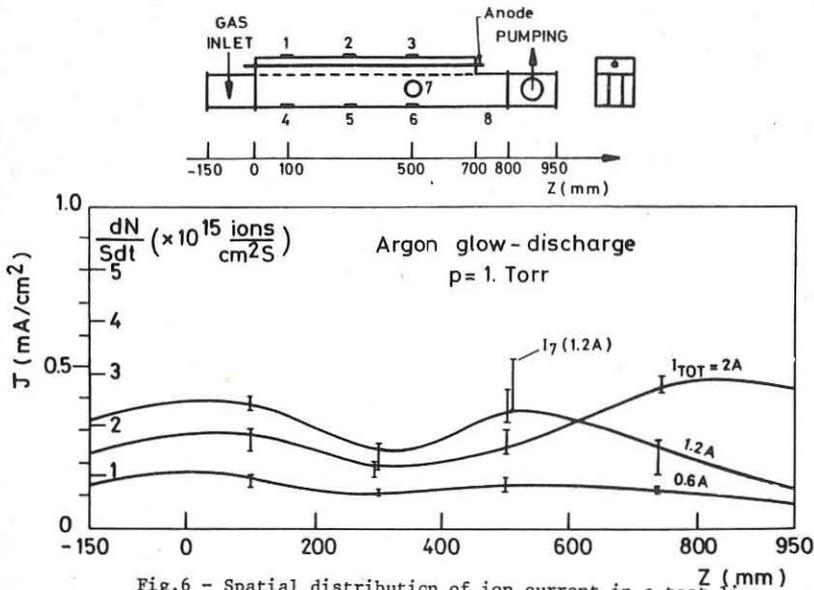 GAS
INLET
Anode
PUMPING
1 2 3
7
4 5 6 8
-150 0 100 500 700 800 950
Z (mm)
1.0
dN/Sdt (×10^15 ions/cm²S)
Argon glow-discharge
p= 1. Torr
5
4
3
2
1
J (mA/cm²)
0.5
0
I7 (1.2A)
ITOT = 2A
1.2A
0.6A
-150 0 200 400 600 800 950
Z (mm)
Fig.6 - Spatial distribution of ion current in a test